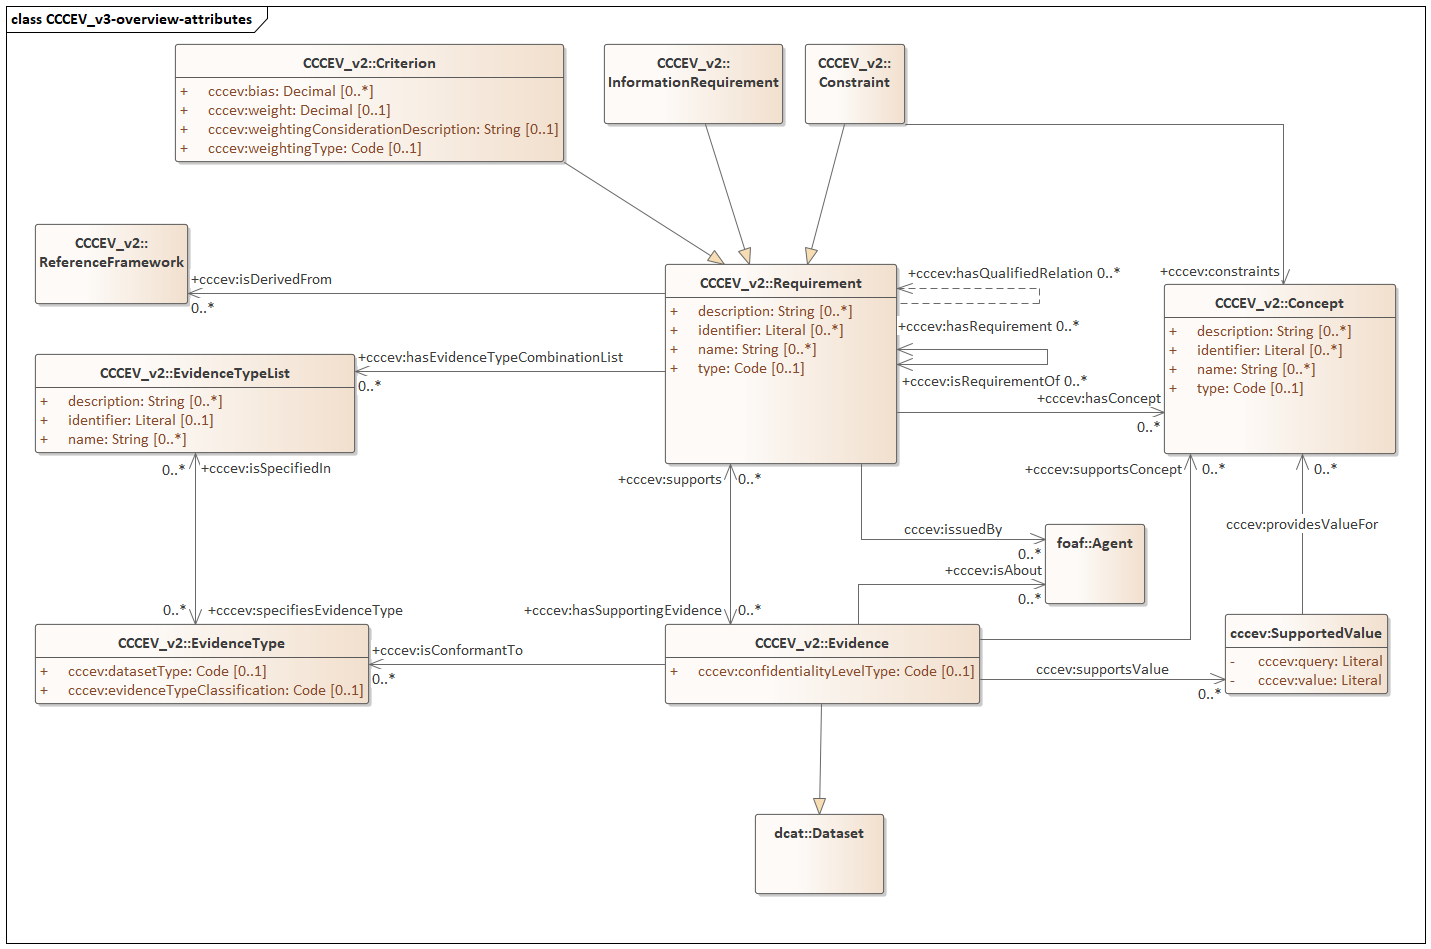 class CCCEV_v3-overview-attributes
CCCEV_v2::Criterion
+ cccev:bias: Decimal [0..*]
+ cccev:weight: Decimal [0..1]
+ cccev:weightingConsiderationDescription: String [0..1]
+ cccev:weightingType: Code [0..1]
CCCEV_v2::
InformationRequirement
CCCEV_v2::
Constraint
CCCEV_v2::
ReferenceFramework
+cccev:isDerivedFrom
0..*
CCCEV_v2::Requirement
+ description: String [0..*]
+ identifier: Literal [0..*]
+ name: String [0..*]
+ type: Code [0..1]
+cccev:hasQualifiedRelation 0..*
+cccev:hasRequirement 0..*
+cccev:isRequirementOf 0..*
+cccev:constraints
CCCEV_v2::Concept
+ description: String [0..*]
+ identifier: Literal [0..*]
+ name: String [0..*]
+ type: Code [0..1]
+cccev:hasConcept
0..*
+cccev:hasEvidenceTypeCombinationList
0..*
CCCEV_v2::EvidenceTypeList
+ description: String [0..*]
+ identifier: Literal [0..1]
+ name: String [0..*]
0..* +cccev:isSpecifiedIn
+cccev:supports 0..*
+cccev:supportsConcept 0..*
0..*
cccev:providesValueFor
cccev:issuedBy
0..*
foaf::Agent
+cccev:isAbout
0..*
0..* +cccev:specifiesEvidenceType
+cccev:hasSupportingEvidence 0..*
CCCEV_v2::EvidenceType
+ cccev:datasetType: Code [0..1]
+ cccev:evidenceTypeClassification: Code [0..1]
+cccev:isConformantTo
0..*
CCCEV_v2::Evidence
+ cccev:confidentialityLevelType: Code [0..1]
cccev:supportsValue
0..*
cccev:SupportedValue
- cccev:query: Literal
- cccev:value: Literal
dcat::Dataset